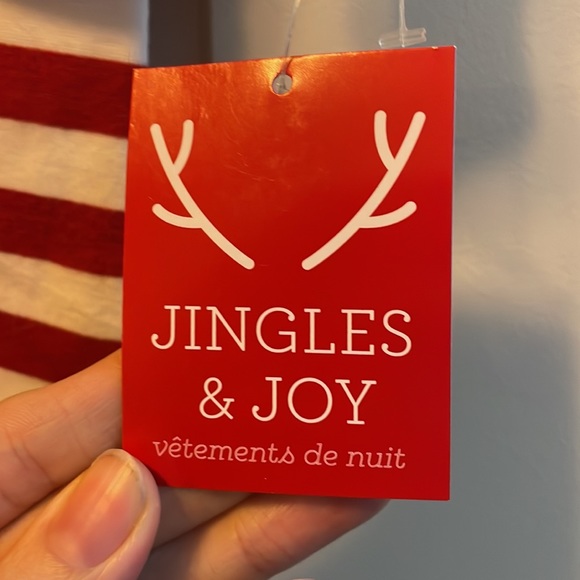 JINGLES
& JOY
vêtements de nuit